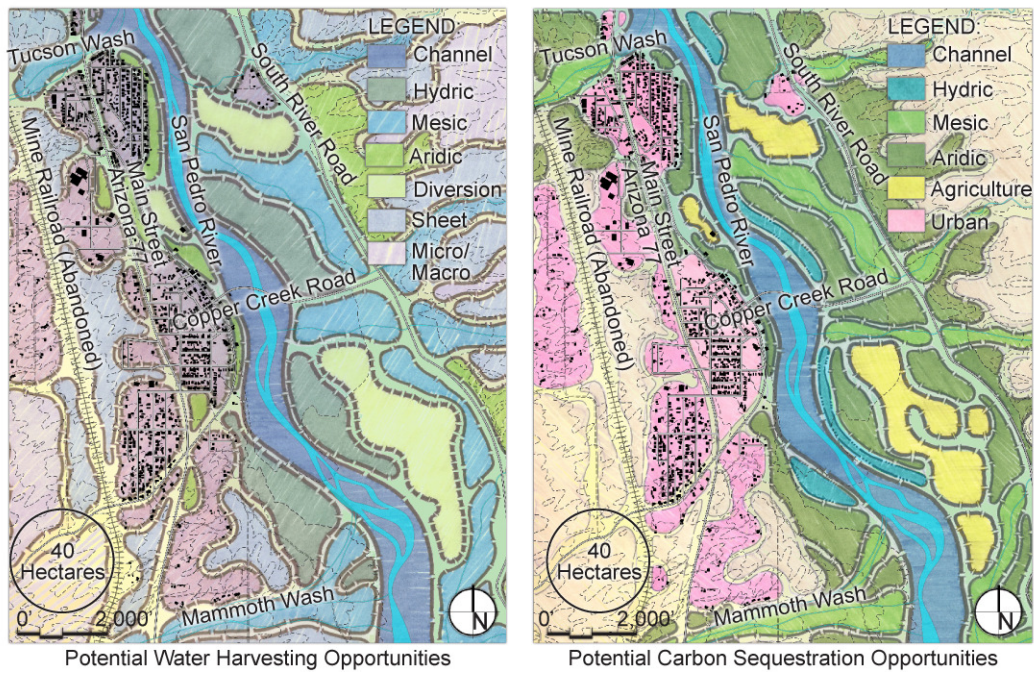 Tucson Wash
South River Road
LEGEND:
Channel
Hydric
Mesic
Aridic
Diversion
Sheet
Micro/
Macro
San Pedro River
Mine Railroad (Abandoned)
Main Street
Arizona 77
Copper Creek Road
40
Hectares
0' 2,000'
Mammoth Wash
N
Potential Water Harvesting Opportunities
Tucson Wash
South River Road
LEGEND:
Channel
Hydric
Mesic
Aridic
Agriculture
Urban
San Pedro River
Mine Railroad (Abandoned)
Main Street
Arizona 77
Copper Creek Road
40
Hectares
0' 2,000'
Mammoth Wash
N
Potential Carbon Sequestration Opportunities